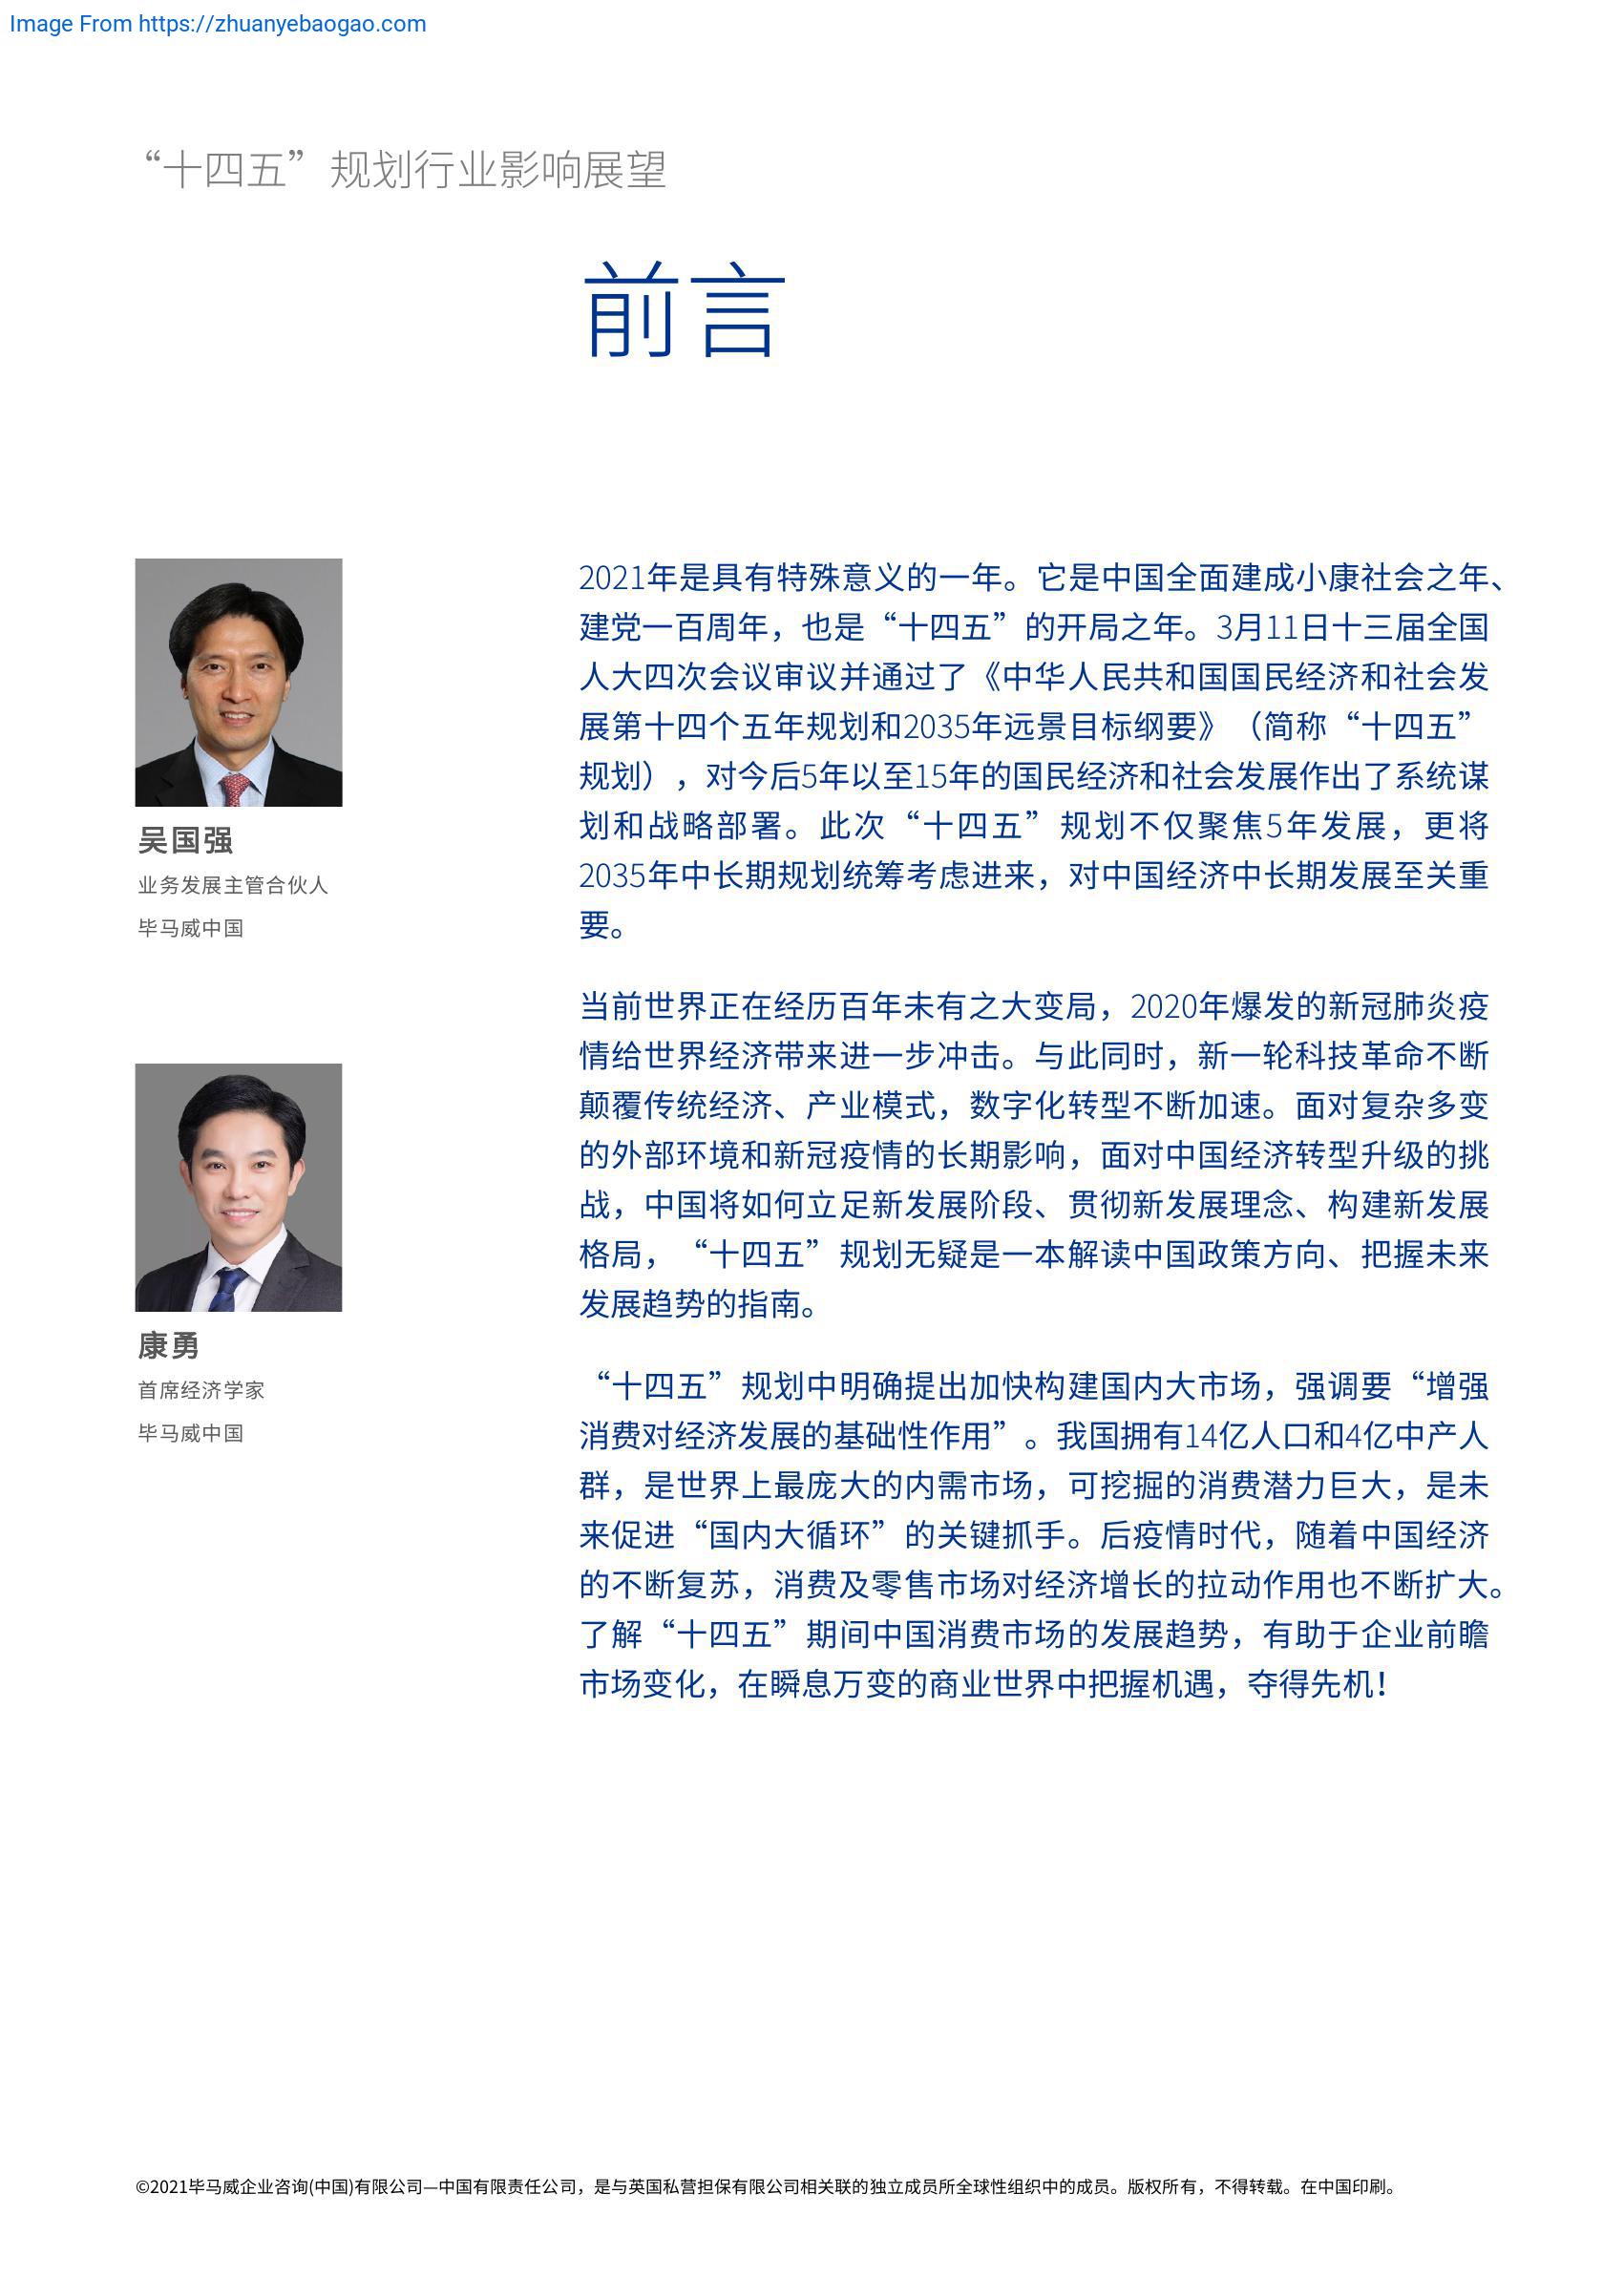 Image From https://zhuanyebaogao.com
“十四五”规划行业影响展望
前言
吴国强
业务发展主管合伙人
毕马威中国
康勇
首席经济学家
毕马威中国
2021年是具有特殊意义的一年。它是中国全面建成小康社会之年、
建党一百周年，也是“十四五”的开局之年。3月11日十三届全国
人大四次会议审议并通过了《中华人民共和国国民经济和社会发
展第十四个五年规划和2035年远景目标纲要》（简称“十四五”
规划），对今后5年以至15年的国民经济和社会发展作出了系统谋
划和战略部署。此次“十四五”规划不仅聚焦5年发展，更将
2035年中长期规划统筹考虑进来，对中国经济中长期发展至关重
要。
当前世界正在经历百年未有之大变局，2020年爆发的新冠肺炎疫
情给世界经济带来进一步冲击。与此同时，新一轮科技革命不断
颠覆传统经济、产业模式，数字化转型不断加速。面对复杂多变
的外部环境和新冠疫情的长期影响，面对中国经济转型升级的挑
战，中国将如何立足新发展阶段、贯彻新发展理念、构建新发展
格局，“十四五”规划无疑是一本解读中国政策方向、把握未来
发展趋势的指南。
“十四五”规划中明确提出加快构建国内大市场，强调要“增强
消费对经济发展的基础性作用”。我国拥有14亿人口和4亿中产人
群，是世界上最庞大的内需市场，可挖掘的消费潜力巨大，是未
来促进“国内大循环”的关键抓手。后疫情时代，随着中国经济
的不断复苏，消费及零售市场对经济增长的拉动作用也不断扩大。
了解“十四五”期间中国消费市场的发展趋势，有助于企业前瞻
市场变化，在瞬息万变的商业世界中把握机遇，夺得先机！
©2021毕马威企业咨询(中国)有限公司—中国有限责任公司，是与英国私营担保有限公司相关联的独立成员所全球性组织中的成员。版权所有，不得转载。在中国印刷。